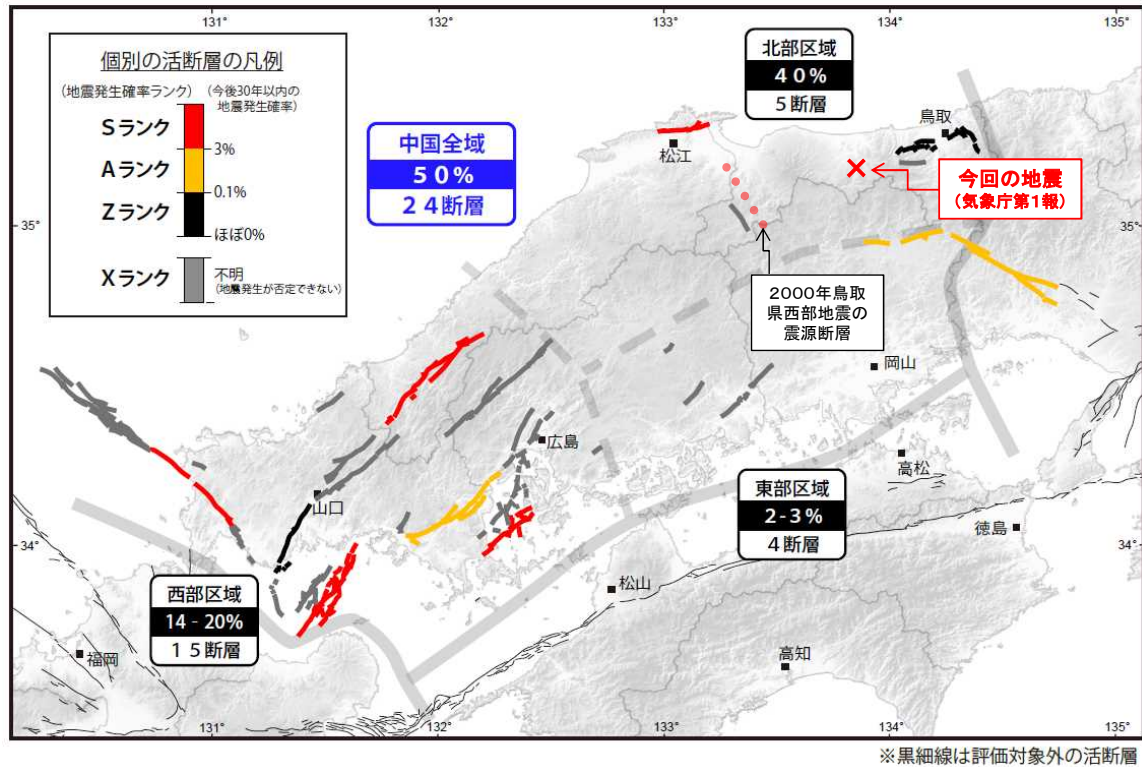 131°
132°
133°
134°
135°
個別の活断層の凡例
(地震発生確率ランク)
(今後30年以内の
地震発生確率)
Sランク
3%
Aランク
0.1%
Zランク
ほぼ0%
Xランク
不明
(地震発生が否定できない)
中国全域
50%
24断層
北部区域
40%
5断層
松江
鳥取
今回の地震
(気象庁第1報)
35°
35°
2000年鳥取
県西部地震の
震源断層
岡山
広島
高松
山口
東部区域
2-3%
4断層
徳島
34°
34°
松山
西部区域
14-20%
15断層
福岡
高知
131°
132°
133°
134°
135°
※黒細線は評価対象外の活断層